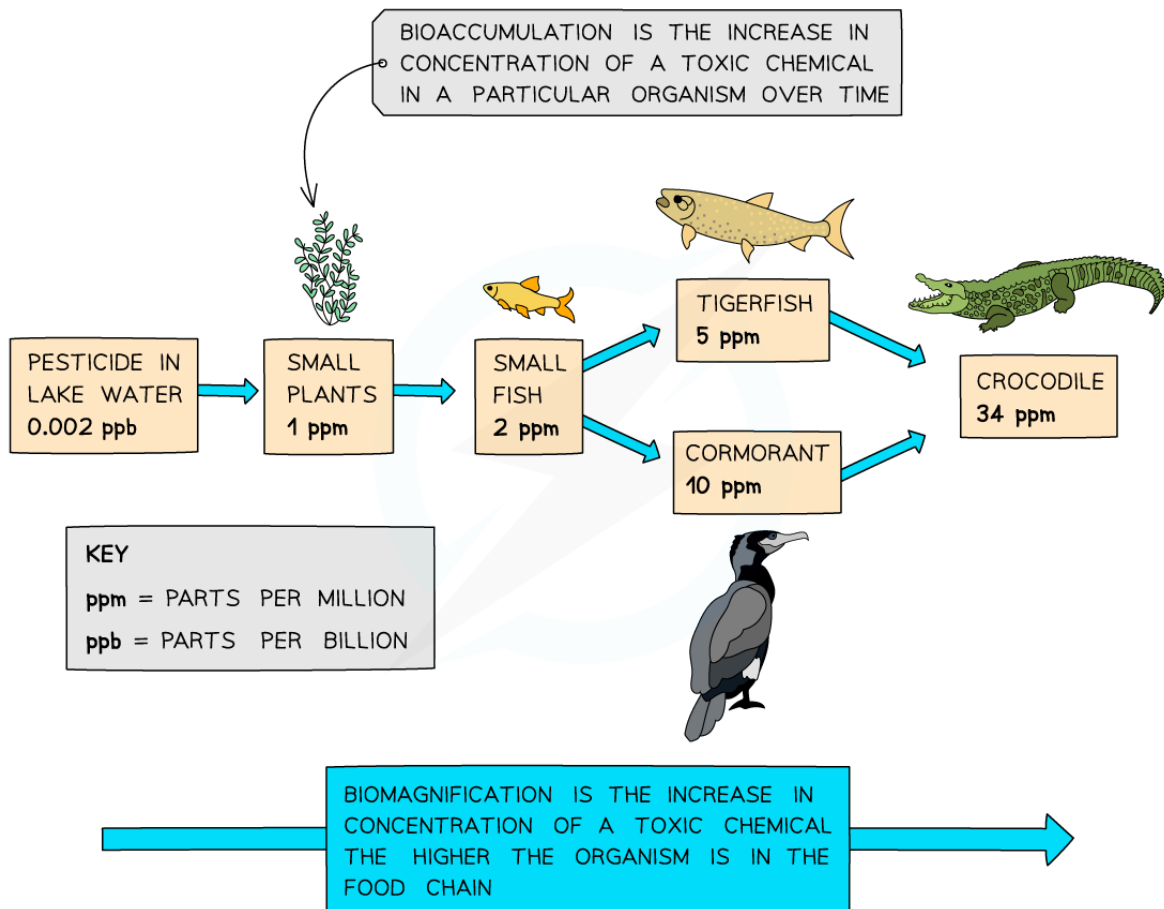 BIOACCUMULATION IS THE INCREASE IN
CONCENTRATION OF A TOXIC CHEMICAL
IN A PARTICULAR ORGANISM OVER TIME
PESTICIDE IN
LAKE WATER
0.002 ppb
SMALL
PLANTS
1 ppm
SMALL
FISH
2 ppm
TIGERFISH
5 ppm
CORMORANT
10 ppm
CROCODILE
34 ppm
KEY
ppm = PARTS PER MILLION
ppb = PARTS PER BILLION
BIOMAGNIFICATION IS THE INCREASE IN
CONCENTRATION OF A TOXIC CHEMICAL
THE HIGHER THE ORGANISM IS IN THE
FOOD CHAIN